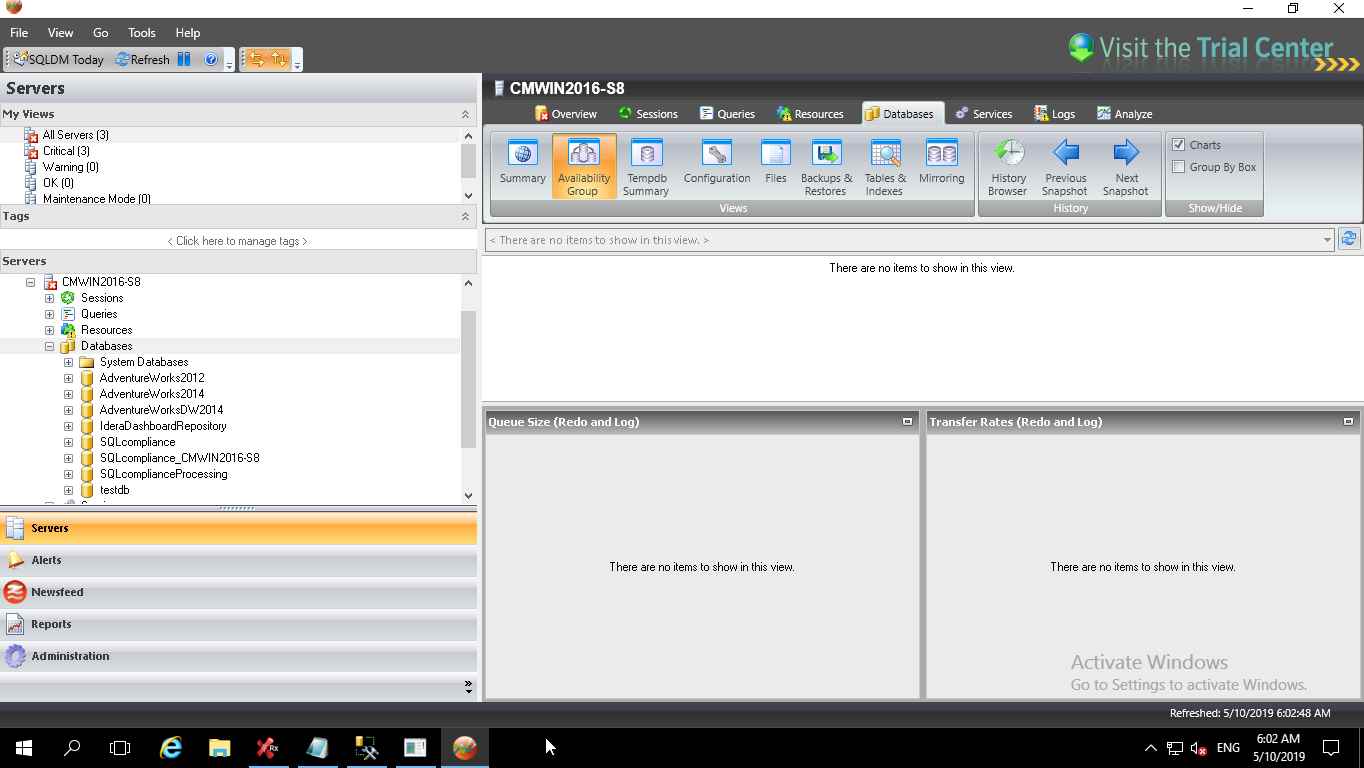 File View Go Tools Help
Visit the Trial Center
SQLDM Today Refresh
Servers
My Views
All Servers (3)
Critical (3)
Warning (0)
OK (0)
Maintenance Mode (0)
Tags
< Click here to manage tags >
Servers
CMWIN2016-S8
Sessions
Queries
Resources
Databases
System Databases
AdventureWorks2012
AdventureWorks2014
AdventureWorksDW2014
IderaDashboardRepository
SQLcompliance
SQLcompliance_CMWIN2016-S8
SQLcomplianceProcessing
testdb
Servers
Alerts
Newsfeed
Reports
Administration
CMWIN2016-S8
Overview Sessions Queries Resources Databases Services Logs Analyze
Summary
Availability Group
Tempdb Summary
Configuration
Files
Backups & Restores
Tables & Indexes
Mirroring
Views
History Browser
Previous Snapshot
Next Snapshot
History
Charts
Group By Box
Show/Hide
< There are no items to show in this view. >
There are no items to show in this view.
Queue Size (Redo and Log)
There are no items to show in this view.
Transfer Rates (Redo and Log)
There are no items to show in this view.
Activate Windows
Go to Settings to activate Windows.
Refreshed: 5/10/2019 6:02:48 AM
Rx
ENG
6:02 AM
5/10/2019